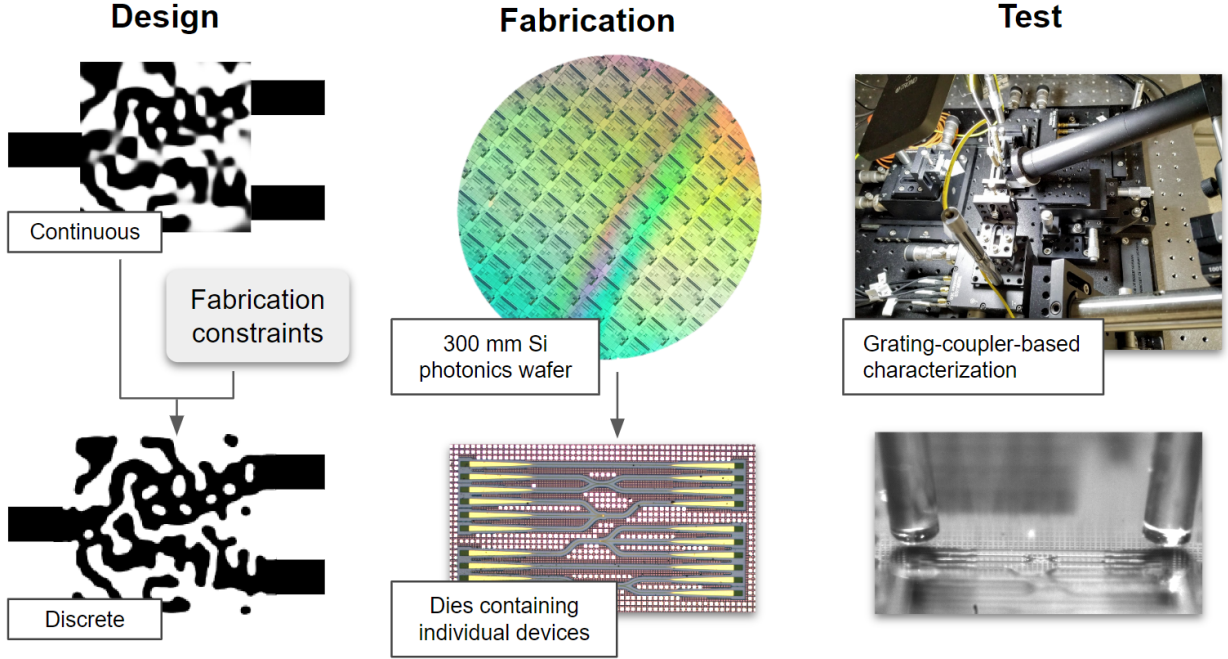 Design
Fabrication
Test
Continuous
Fabrication
constraints
Discrete
300 mm Si
photonics wafer
Dies containing
individual devices
Grating-coupler-based
characterization